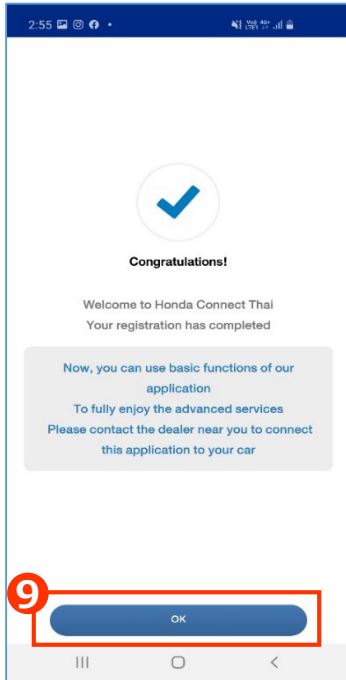 2:55
Congratulations!
Welcome to Honda Connect Thai
Your registration has completed
Now, you can use basic functions of our
application
To fully enjoy the advanced services
Please contact the dealer near you to connect
this application to your car
9
OK